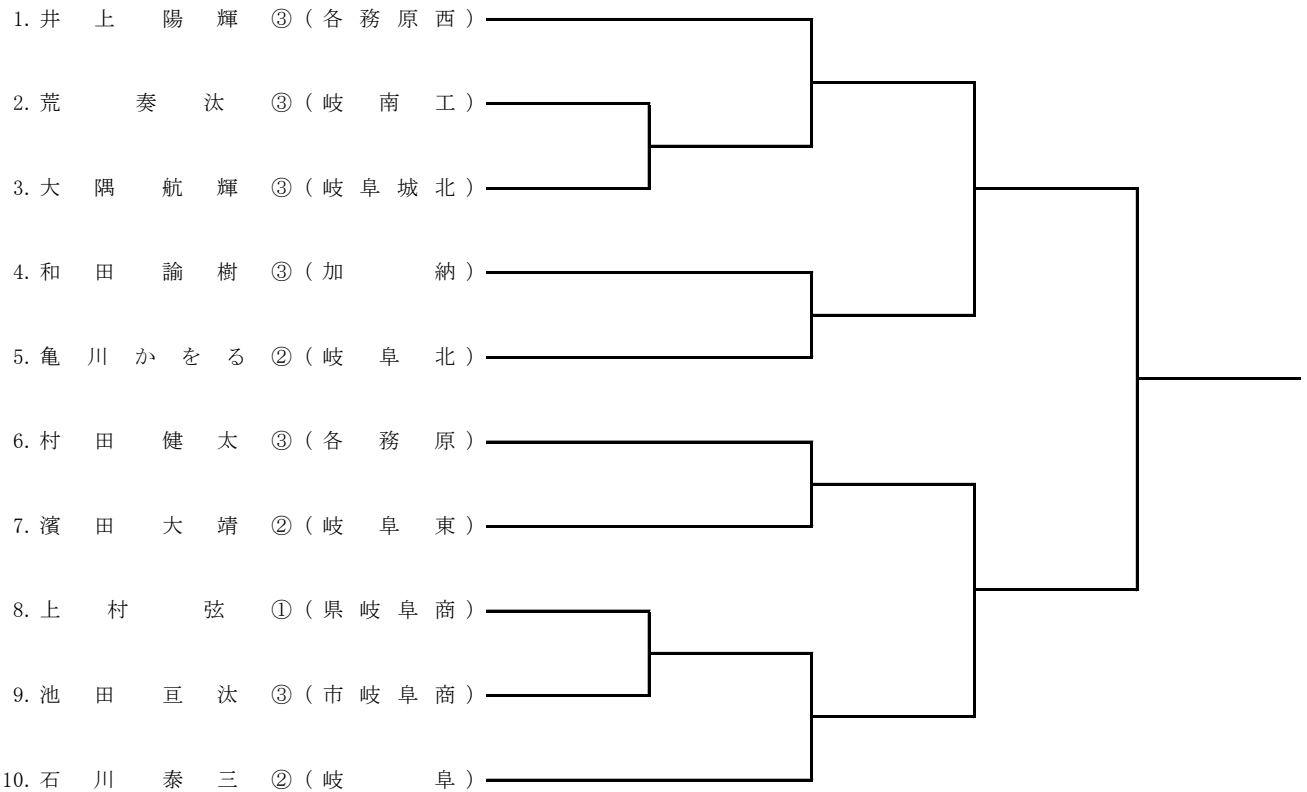 1. 井上陽輝 ③ (各務原西)
2. 荒奏汰 ③ (岐南工)
3. 大隅航輝 ③ (岐阜城北)
4. 和田諭樹 ③ (加納)
5. 亀川かをる ② (岐阜北)
6. 村田健太 ③ (各務原)
7. 濱田大靖 ② (岐阜東)
8. 上村弦 ① (県岐阜商)
9. 池田亘汰 ③ (市岐阜商)
10. 石川泰三 ② (岐阜)